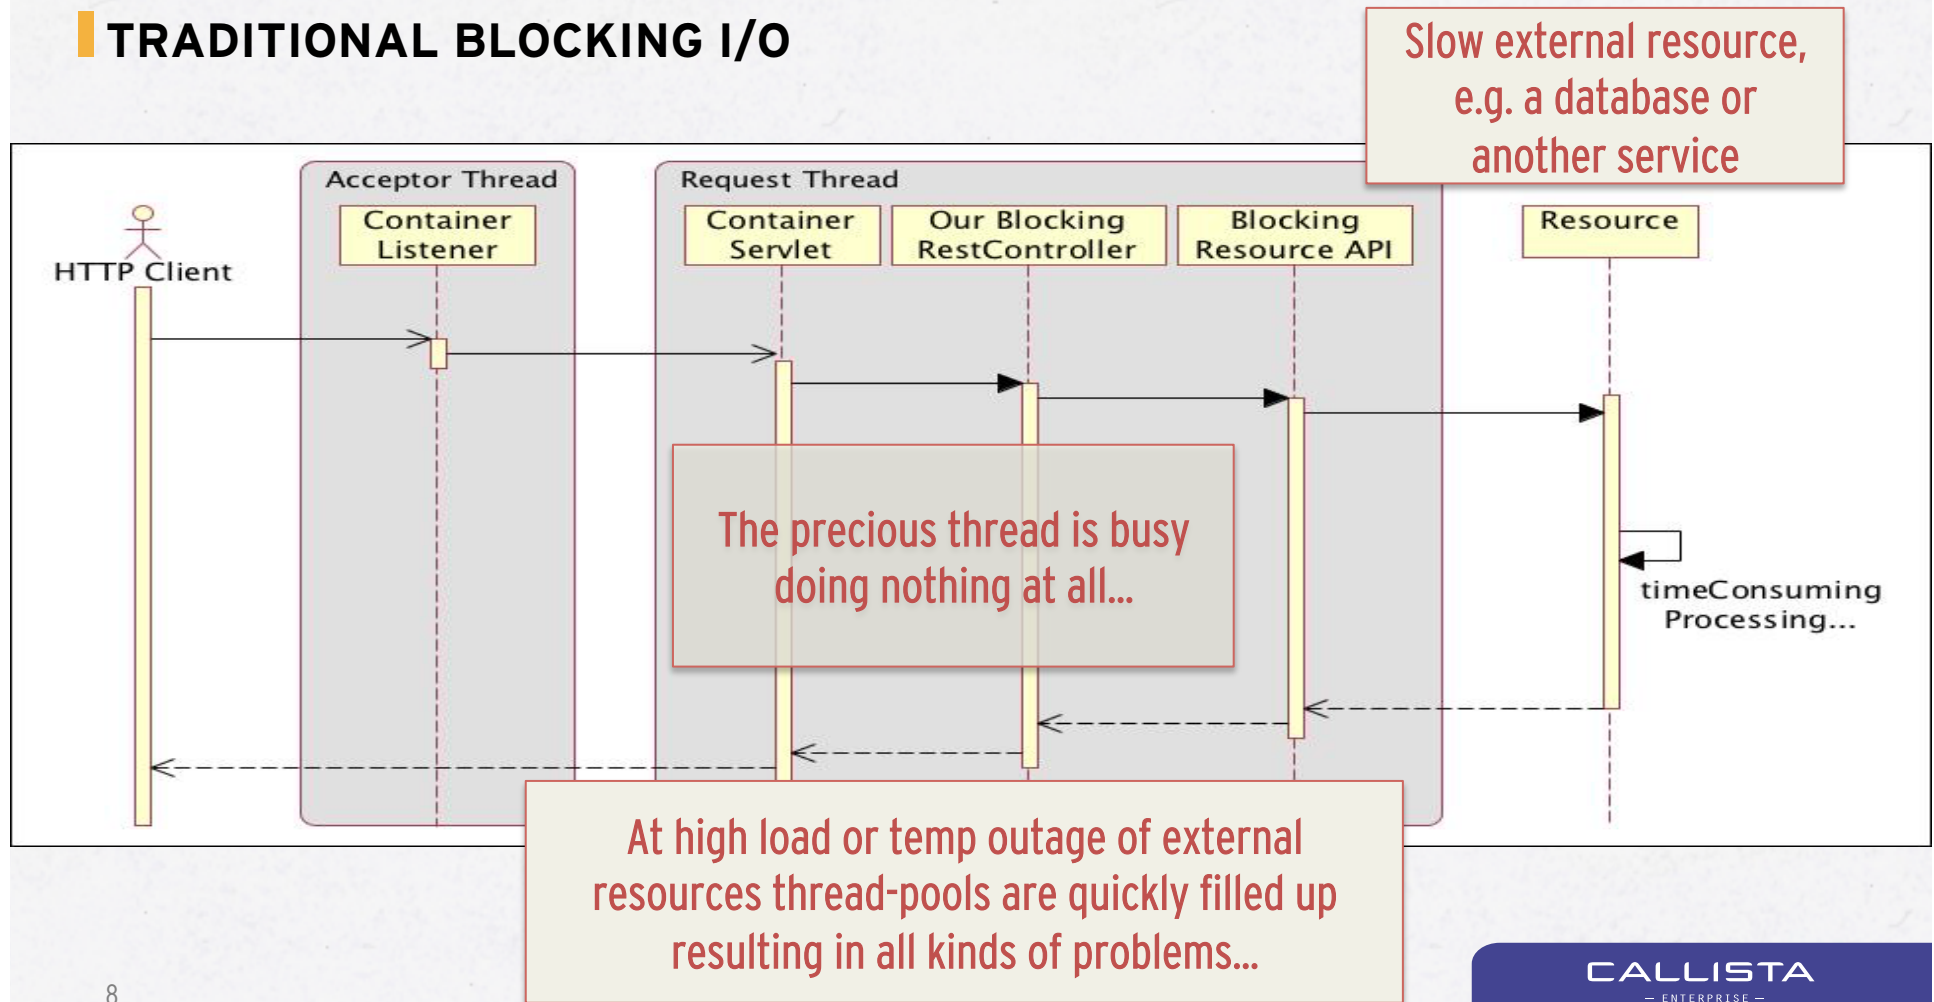 TRADITIONAL BLOCKING I/O
Slow external resource,
e.g. a database or
another service
Acceptor Thread
Request Thread
HTTP Client
Container
Listener
Container
Servlet
Our Blocking
RestController
Blocking
Resource API
Resource
The precious thread is busy
doing nothing at all...
timeConsuming
Processing...
At high load or temp outage of external
resources thread-pools are quickly filled up
resulting in all kinds of problems...
8
CALLISTA
— ENTERPRISE —